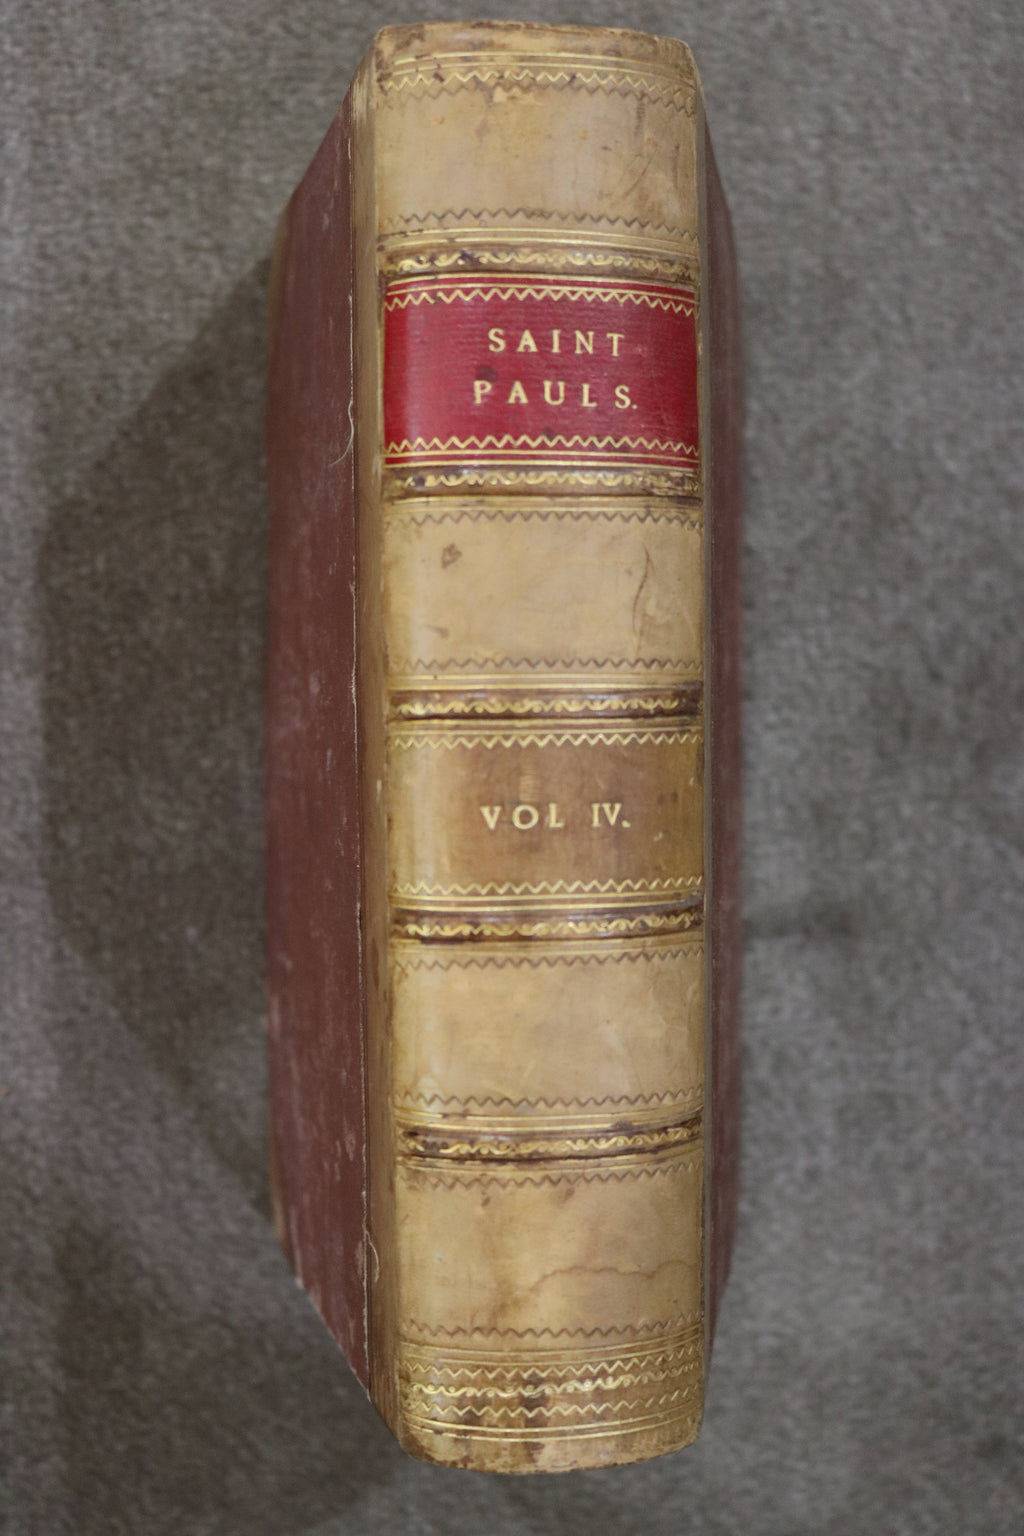 SAINT
PAULS.
VOL IV.